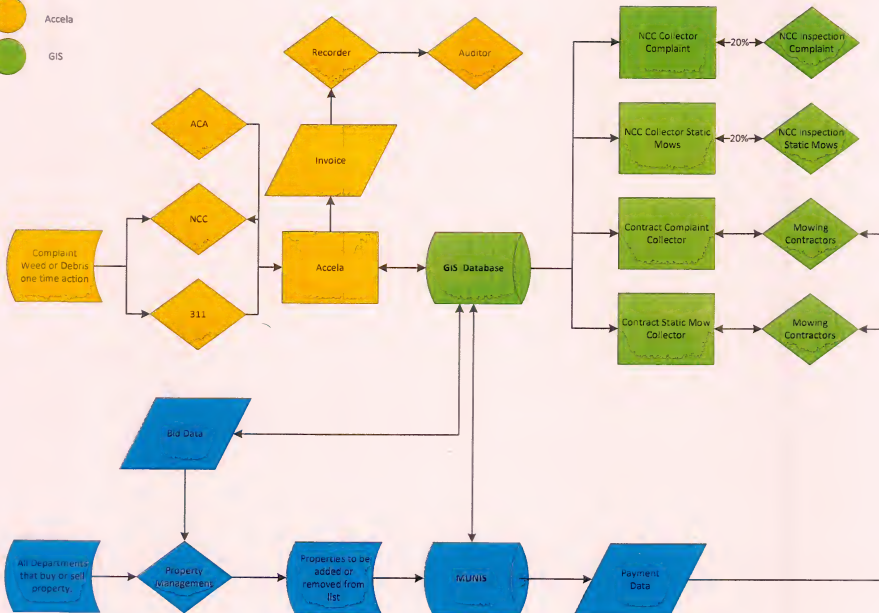 Accela
GIS
Recorder
Auditor
NCC Collector
Complaint
20%
NCC Inspection
Complaint
ACA
Invoice
NCC Collector Static
Mows
20%
NCC Inspection
Static Mows
NCC
Complaint
Weed or Debris
one time action
311
Accela
GIS Database
Contract Complaint
Collector
Mowing
Contractors
Contract Static Mow
Collector
Mowing
Contractors
Bid Data
All Departments
that buy or sell
property.
Property
Management
Properties to be
added or
removed from
list
MUNIS
Payment
Data